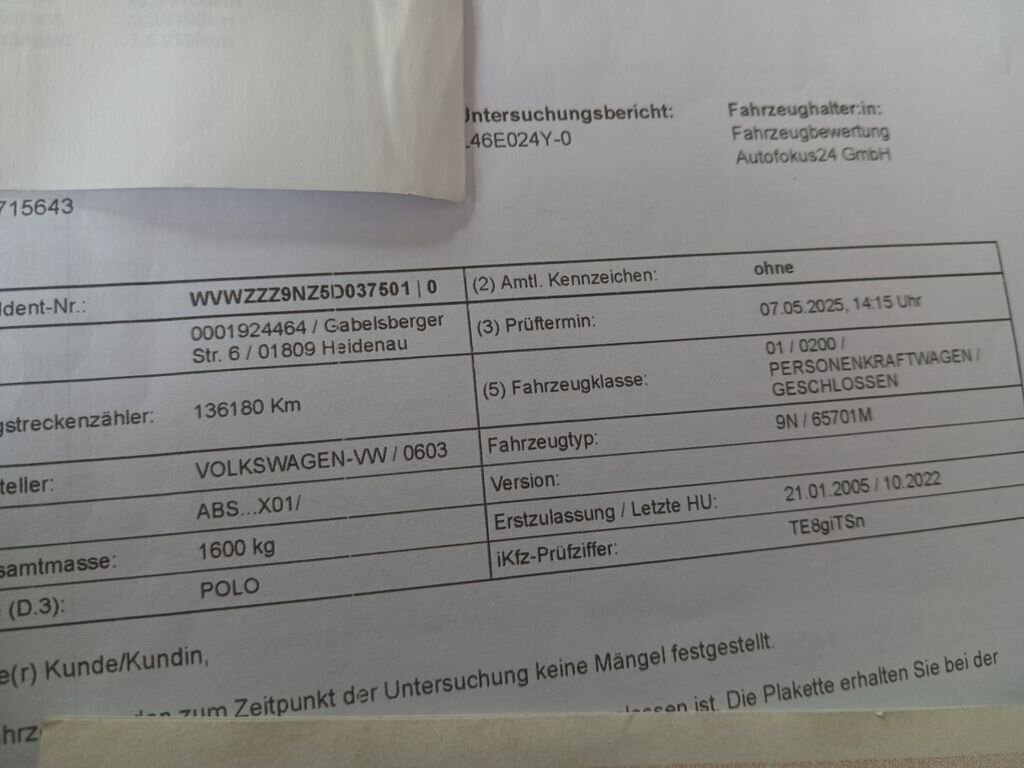 Untersuchungsbericht:
46E024Y-0
Fahrzeughalter:in:
Fahrzeugbewertung
Autofokus24 GmbH
715643
Ident-Nr.: WVWZZZ9NZ5D037501 | 0
(2) Amtl. Kennzeichen: ohne
0001924464 / Gabelsberger
Str. 6 / 01809 Heidenau
(3) Prüftermin: 07.05.2025, 14:15 Uhr
gstreckenzähler: 136180 Km
(5) Fahrzeugklasse: 01 / 0200 /
PERSONENKRAFTWAGEN /
GESCHLOSSEN
teller: VOLKSWAGEN-VW / 0603
Fahrzeugtyp: 9N / 65701M
ABS...X01/
Version:
samtmasse: 1600 kg
Erstzulassung / Letzte HU: 21.01.2005 / 10.2022
(D.3): POLO
iKfz-Prüfziffer: TE8giTSn
e(r) Kunde/Kundin,
zum Zeitpunkt der Untersuchung keine Mängel festgestellt.
ahrz
ist. Die Plakette erhalten Sie bei der